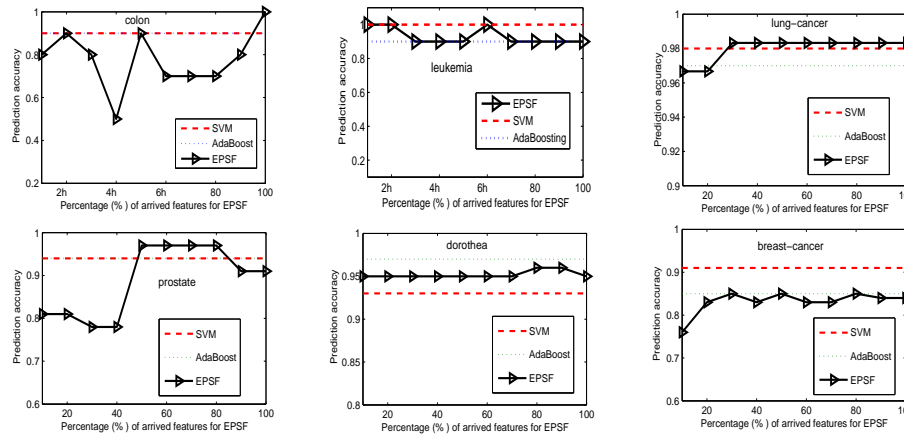 colon
Prediction accuracy
1
0.8
0.6
0.4
0.2
2h
4h
6h
80
100
SVM
AdaBoost
EPSF
Percentage (% ) of arrived features for EPSF
leukemia
Prediction accuracy
1
0.8
0.6
0.4
0.2
2h
4h
6h
80
100
EPSF
SVM
AdaBoosting
Percentage (% ) of arrived features for EPSF
lung-cancer
Prediction accuracy
1
0.98
0.96
0.94
0.92
0.9
20
40
60
80
100
SVM
AdaBoost
EPSF
Percentage (% ) of arrived features for EPSF
prostate
Prediction accuracy
1
0.9
0.8
0.7
0.6
20
40
60
80
100
SVM
AdaBoost
EPSF
Percentage (% ) of arrived features for EPSF
dorothea
Prediction accuracy
1
0.95
0.9
0.85
0.8
20
40
60
80
100
SVM
AdaBoost
EPSF
Percentage (% ) of arrived features for EPSF
breast-cancer
Prediction accuracy
1
0.9
0.8
0.7
0.6
20
40
60
80
100
SVM
AdaBoost
EPSF
Percentage (% ) of arrived features for EPSF